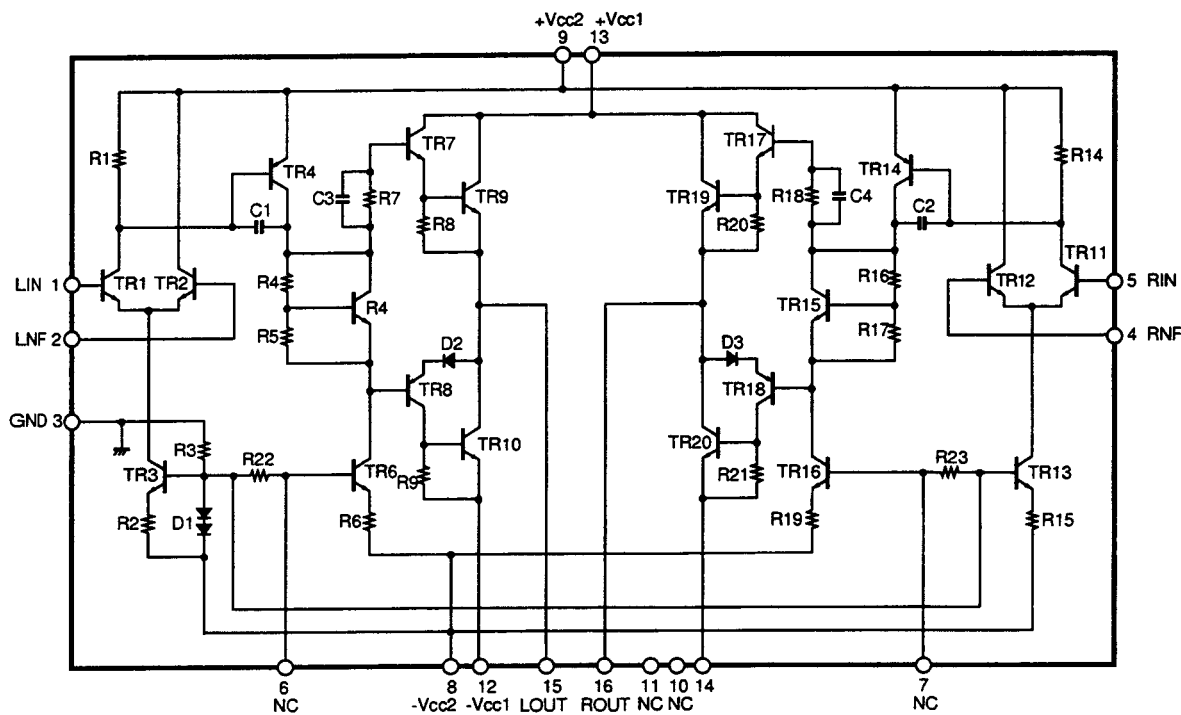 +Vcc2 +Vcc1
9 13
R1
TR4
TR7
C3
R7
TR9
TR17
R18
C4
TR14
R14
TR19
C1
R8
R20
C2
LIN 1
TR1
TR2
R4
R4
R5
TR15
R16
R17
TR12
TR11
5 RIN
LNF 2
4 RNF
D2
D3
TR8
TR18
GND 3
R3
TR10
TR20
TR3
R22
TR6
R9
R21
TR16
R23
TR13
R2
D1
R6
R19
R15
6 8 12 15 16 11 10 14 7
NC -Vcc2 -Vcc1 LOUT ROUT NC NC NC